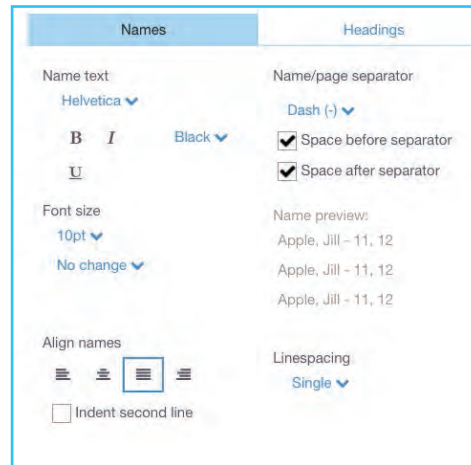 Names
Headings
Name text
Helvetica
B I Black
U
Font size
10pt
No change
Align names
Indent second line
Name/page separator
Dash (-)
Space before separator
Space after separator
Name preview:
Apple, Jill - 11, 12
Apple, Jill - 11, 12
Apple, Jill - 11, 12
Linespacing
Single